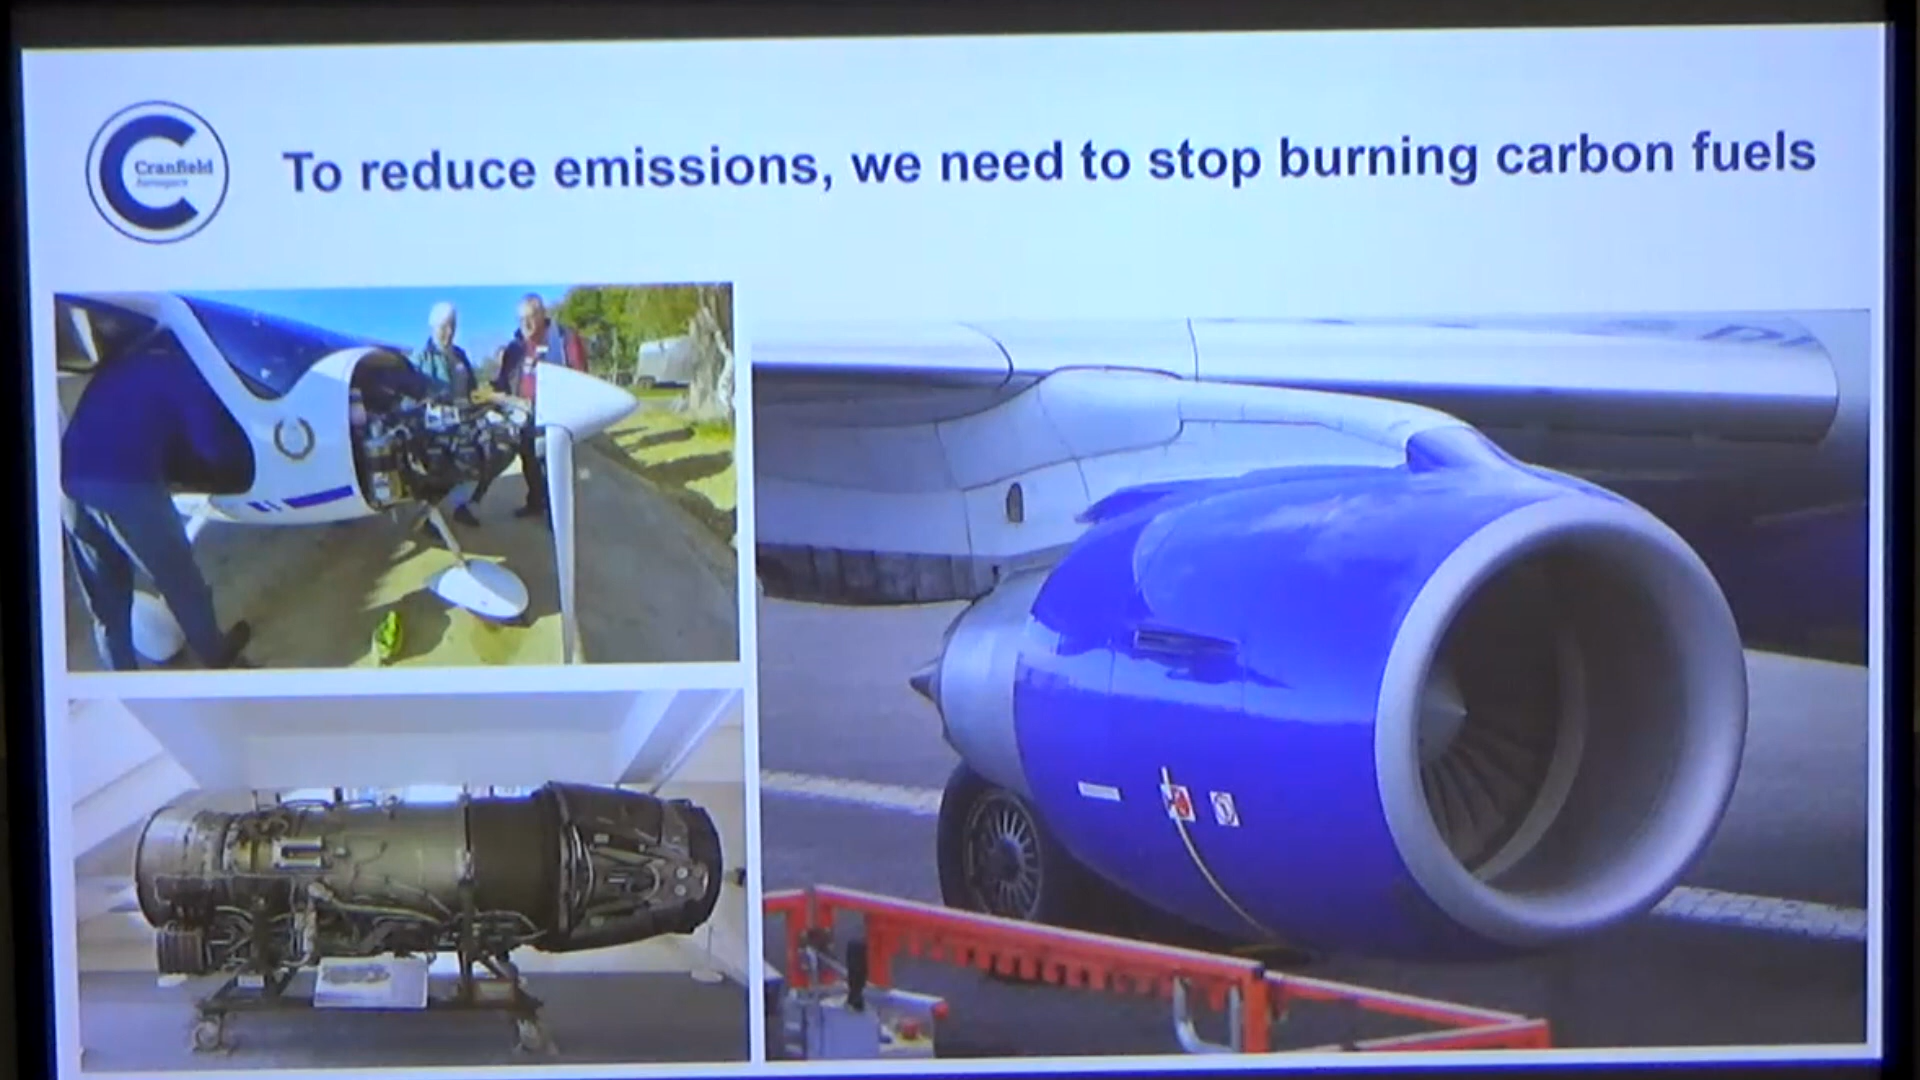 Cranfield
Aerospace
To reduce emissions, we need to stop burning carbon fuels